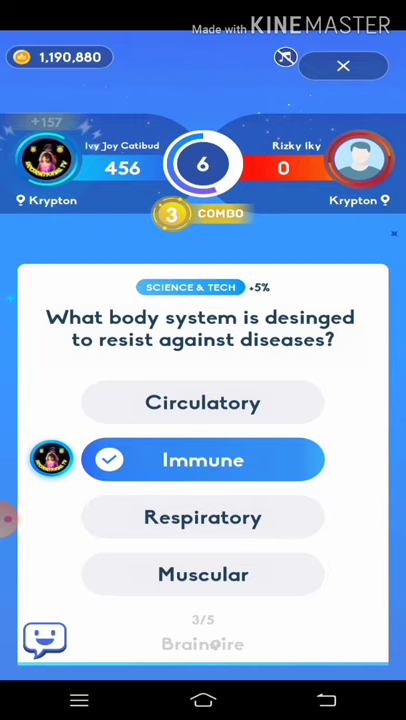 Made with KINEMASTER
1,190,880
+157
Ivy Joy Catibud
456
6
Rizky Iky
0
Krypton
Krypton
3 COMBO
SCIENCE & TECH +5%
What body system is desinged
to resist against diseases?
Circulatory
Immune
Respiratory
Muscular
3/5